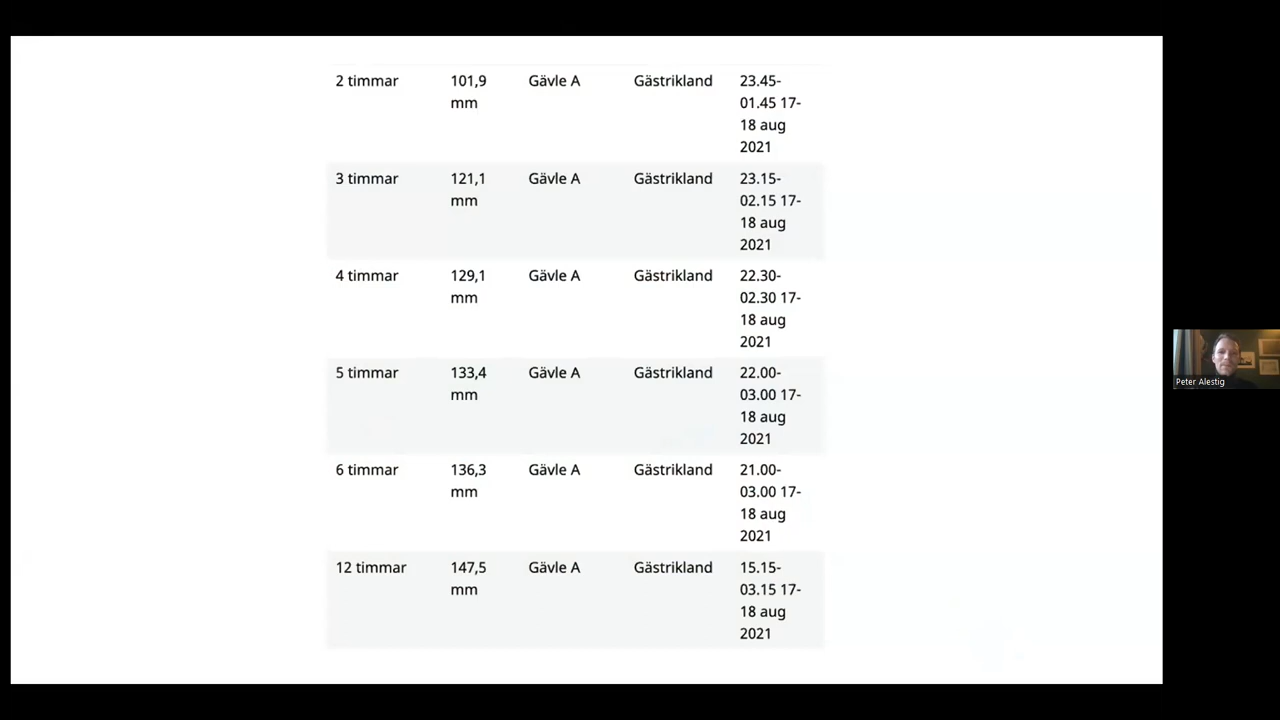 2 timmar 101,9 Gävle A Gästrikland 23.45-
mm 01.45 17-
18 aug
2021
3 timmar 121,1 Gävle A Gästrikland 23.15-
mm 02.15 17-
18 aug
2021
4 timmar 129,1 Gävle A Gästrikland 22.30-
mm 02.30 17-
18 aug
2021
5 timmar 133,4 Gävle A Gästrikland 22.00-
mm 03.00 17-
18 aug
2021
6 timmar 136,3 Gävle A Gästrikland 21.00-
mm 03.00 17-
18 aug
2021
12 timmar 147,5 Gävle A Gästrikland 15.15-
mm 03.15 17-
18 aug
2021
Peter Alestig